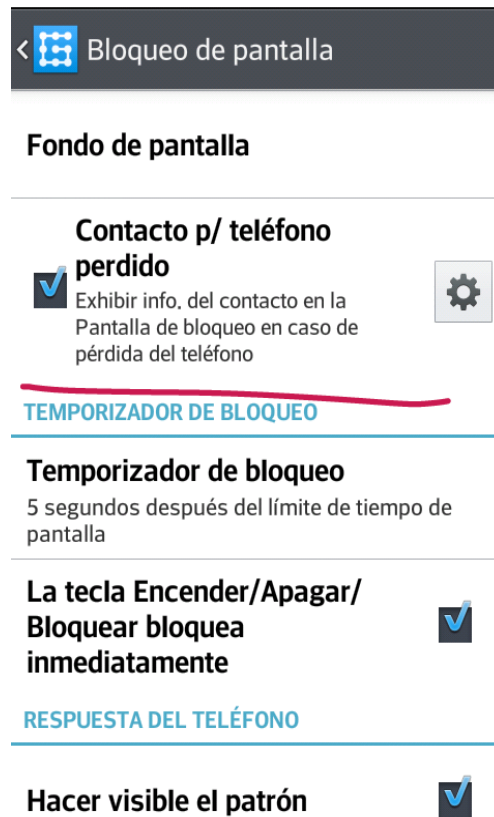 Bloqueo de pantalla
Fondo de pantalla
Contacto p/ teléfono
perdido
Exhibir info, del contacto en la
Pantalla de bloqueo en caso de
pérdida del teléfono
TEMPORIZADOR DE BLOQUEO
Temporizador de bloqueo
5 segundos después del límite de tiempo de
pantalla
La tecla Encender/Apagar/
Bloquear bloquea
inmediatamente
RESPUESTA DEL TELÉFONO
Hacer visible el patrón